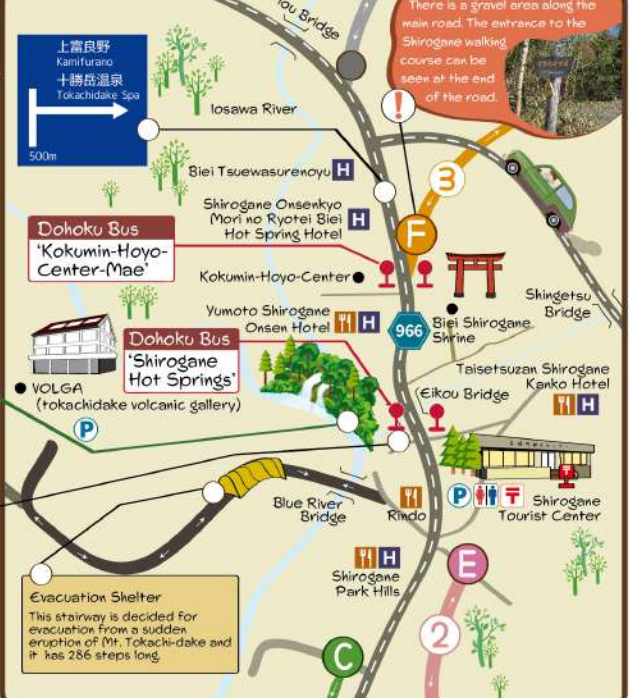 There is a gravel area along the
main road. The entrance to the
Shirogane walking
course can be
seen at the end
of the road.
Bridge
上富良野
Kamifurano
十勝岳温泉
Tokachidake Spa
500m
Iosawa River
!
Biei Tsuewasurenoyu H
3
Shirogane Onsenkyo
Mori no Ryotei Biei
Hot Spring Hotel
H
F
Dohoku Bus
‘Kokumin-Hoyo-
Center-Mae’
Kokumin-Hoyo-Center
Shingetsu
Bridge
Yumoto Shirogane
Onsen Hotel
H
966
Biei Shirogane
Shrine
Dohoku Bus
‘Shirogane
Hot Springs’
Taisetsuzan Shirogane
Kanko Hotel
H
Eikou Bridge
VOLGA
(tokachidake volcanic gallery)
P
P
〒
Shirogane
Tourist Center
Blue River
Bridge
Rindo
H
Shirogane
Park Hills
E
2
C
Evacuation Shelter
This stairway is decided for
evacuation from a sudden
eruption of Mt. Tokachi-dake and
it has 286 steps long.